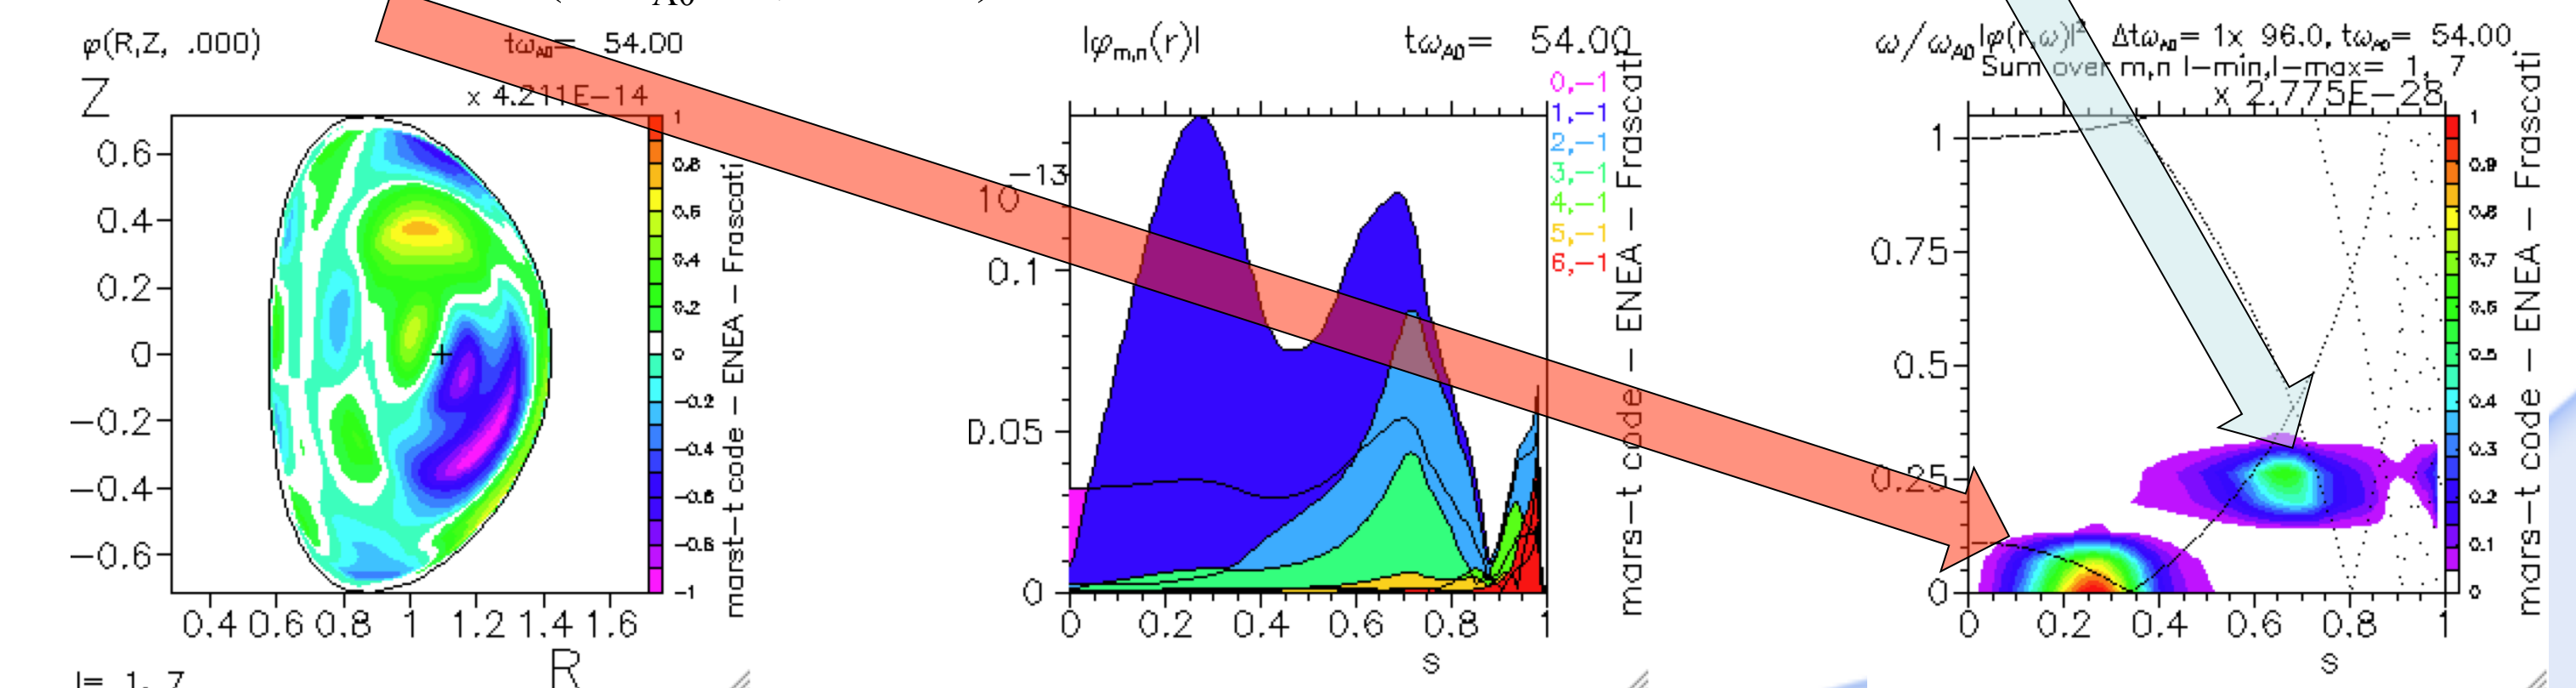 φ(R,Z, .000) tω_A0= 54.00
x 4.211E-14
Z
0.6
0.4
0.2
0
-0.2
-0.4
-0.6
0.4 0.6 0.8 1 1.2 1.4 1.6
R
1
0.8
0.6
0.4
0.2
0
-0.2
-0.4
-0.6
-0.8
-1
marst-t code - ENEA - Frascati
l= 1, 7
|φ_m,n(r)| tω_A0= 54.00
10^-13
0.1
0.05
0
0 0.2 0.4 0.6 0.8 1
s
0,-1
1,-1
2,-1
3,-1
4,-1
5,-1
6,-1
mars-t code - ENEA - Frascati
ω/ω_A0 |φ(r,ω)|² Δtω_A0= 1x 96.0, tω_A0= 54.00
Sum over m,n l-min,l-max= 1, 7
x 2.775E-28
1
0.75
0.5
0.25
0
0 0.2 0.4 0.6 0.8 1
s
1
0.9
0.8
0.7
0.6
0.5
0.4
0.3
0.2
0.1
0
mars-t code - ENEA - Frascati